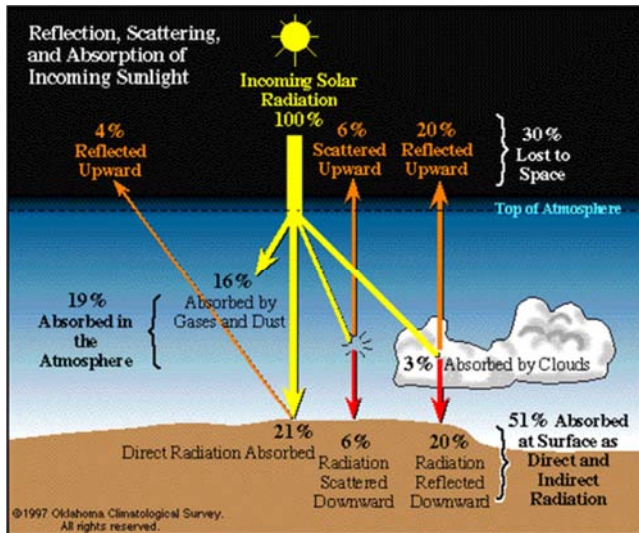 Reflection, Scattering,
and Absorption of
Incoming Sunlight
Incoming Solar
Radiation
100%
4%
Reflected
Upward
6%
Scattered
Upward
20%
Reflected
Upward
30%
Lost to
Space
Top of Atmosphere
16%
Absorbed by
Gases and Dust
19%
Absorbed in
the
Atmosphere
3% Absorbed by Clouds
21%
Direct Radiation Absorbed
6%
Radiation
Scattered
Downward
20%
Radiation
Reflected
Downward
51% Absorbed
at Surface as
Direct and
Indirect
Radiation
©1997 Oklahoma Climatological Survey.
All rights reserved.